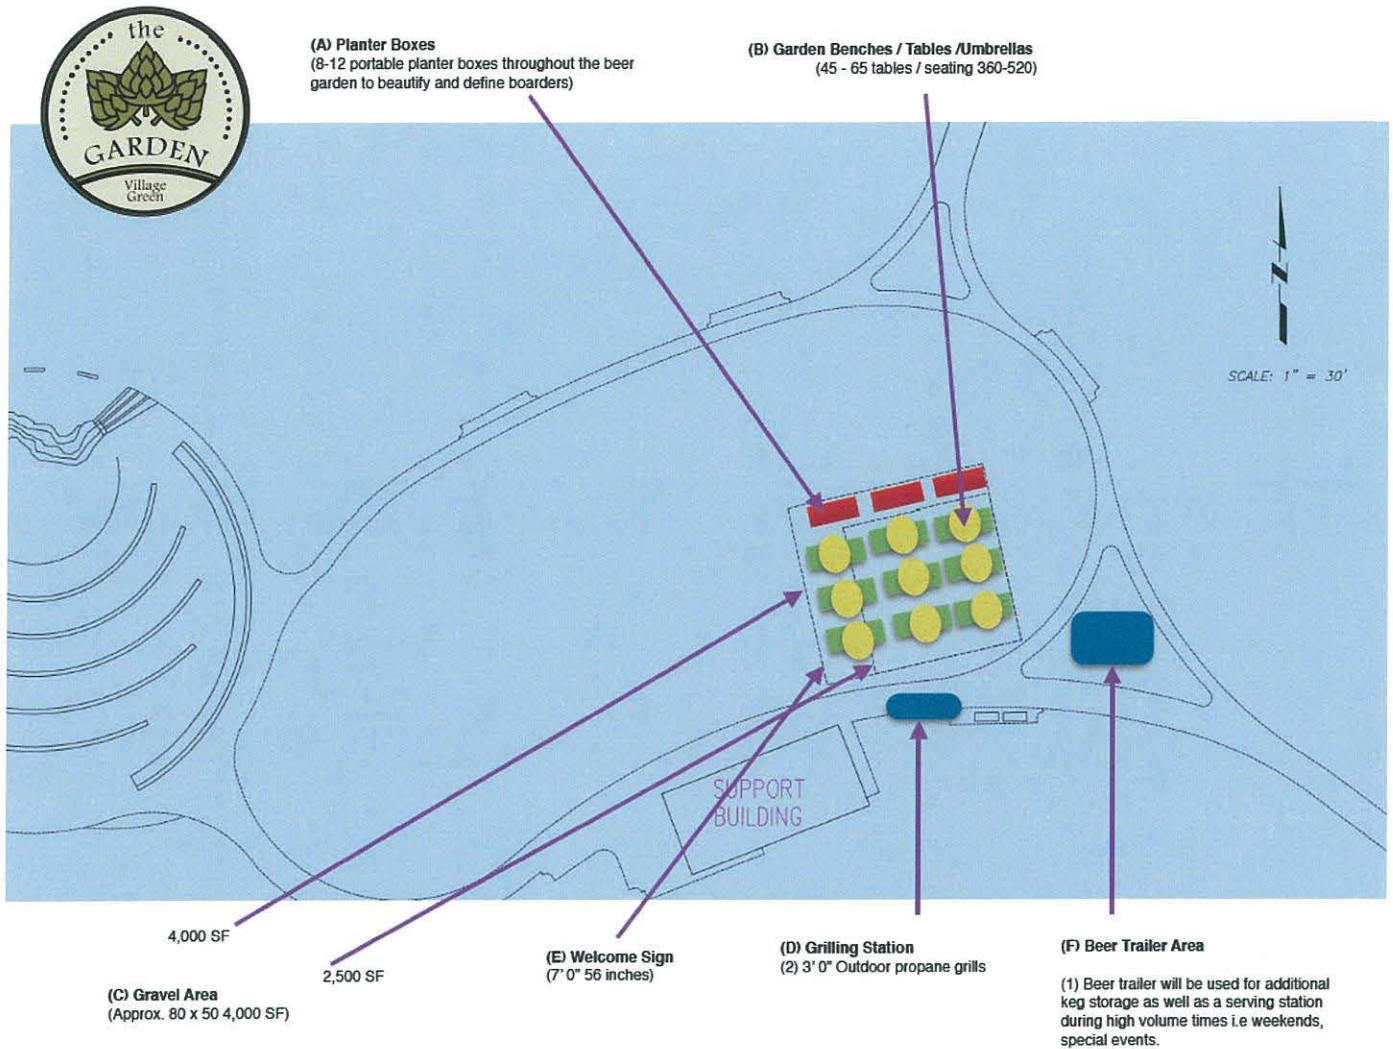 the
GARDEN
Village
Green
(A) Planter Boxes
(8-12 portable planter boxes throughout the beer
garden to beautify and define boarders)
(B) Garden Benches / Tables /Umbrellas
(45 - 65 tables / seating 360-520)
N
SCALE: 1" = 30'
SUPPORT
BUILDING
4,000 SF
2,500 SF
(C) Gravel Area
(Approx. 80 x 50 4,000 SF)
(E) Welcome Sign
(7' 0" 56 inches)
(D) Grilling Station
(2) 3' 0" Outdoor propane grills
(F) Beer Trailer Area
(1) Beer trailer will be used for additional
keg storage as well as a serving station
during high volume times i.e weekends,
special events.